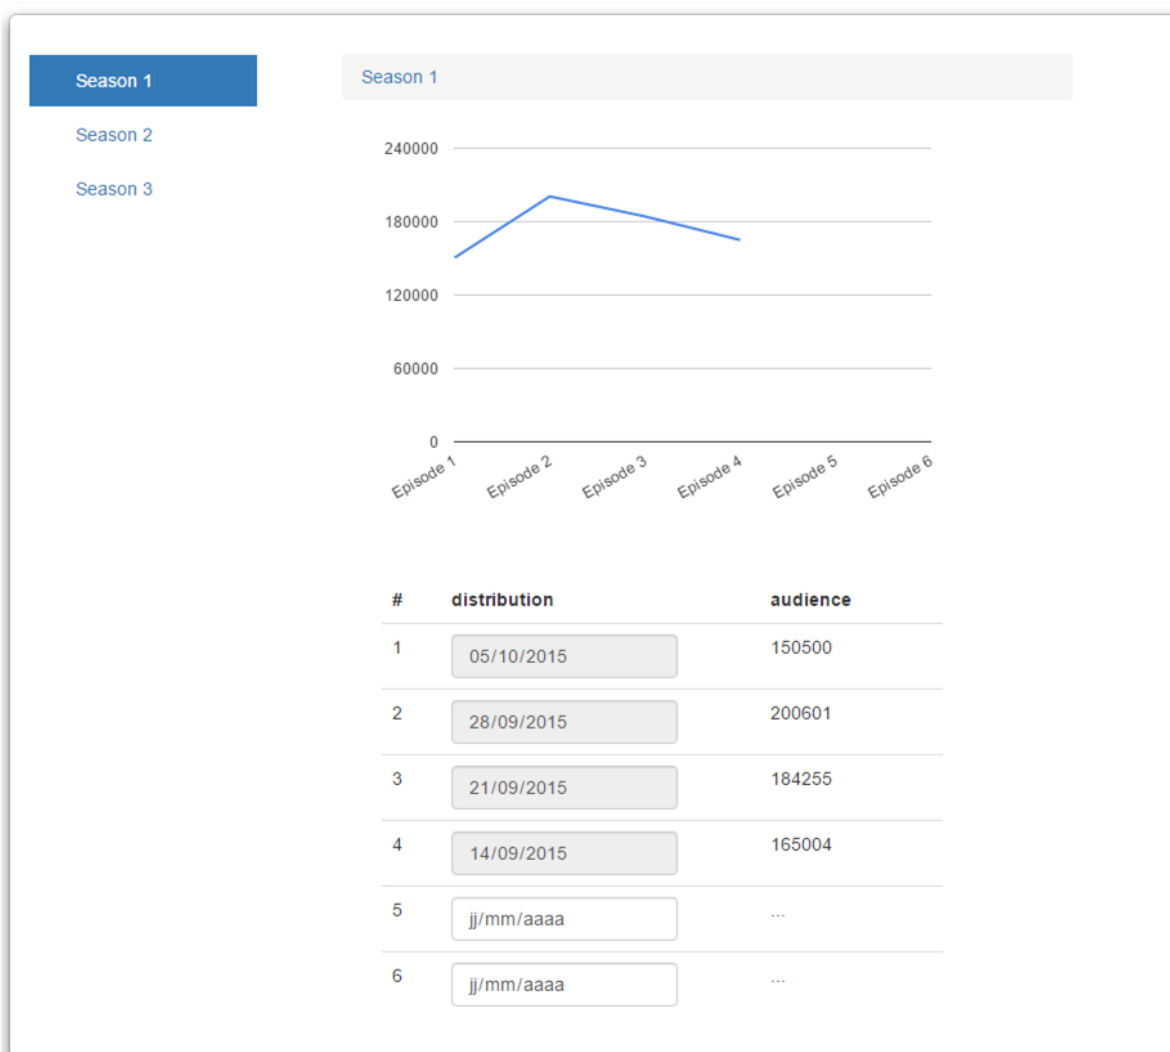 Season 1
Season 2
Season 3
Season 1
240000
180000
120000
60000
0
Episode 1 Episode 2 Episode 3 Episode 4 Episode 5 Episode 6
# distribution audience
1 05/10/2015 150500
2 28/09/2015 200601
3 21/09/2015 184255
4 14/09/2015 165004
5 jj/mm/aaaa ...
6 jj/mm/aaaa ...